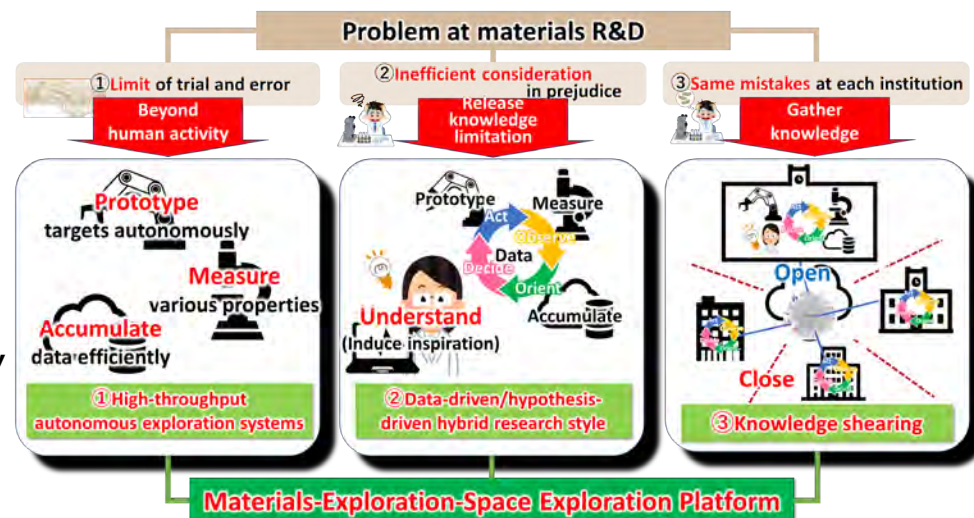 Problem at materials R&D
①Limit of trial and error
Beyond
human activity
Prototype
targets autonomously
Measure
various properties
Accumulate
data efficiently
①High-throughput
autonomous exploration systems
②Inefficient consideration
in prejudice
Release
knowledge
limitation
Prototype
Measure
Act
Observe
Data
Decide
Orient
Accumulate
Understand
(Induce inspiration)
②Data-driven/hypothesis-
driven hybrid research style
③Same mistakes at each institution
Gather
knowledge
Open
Close
③Knowledge shearing
Materials-Exploration-Space Exploration Platform